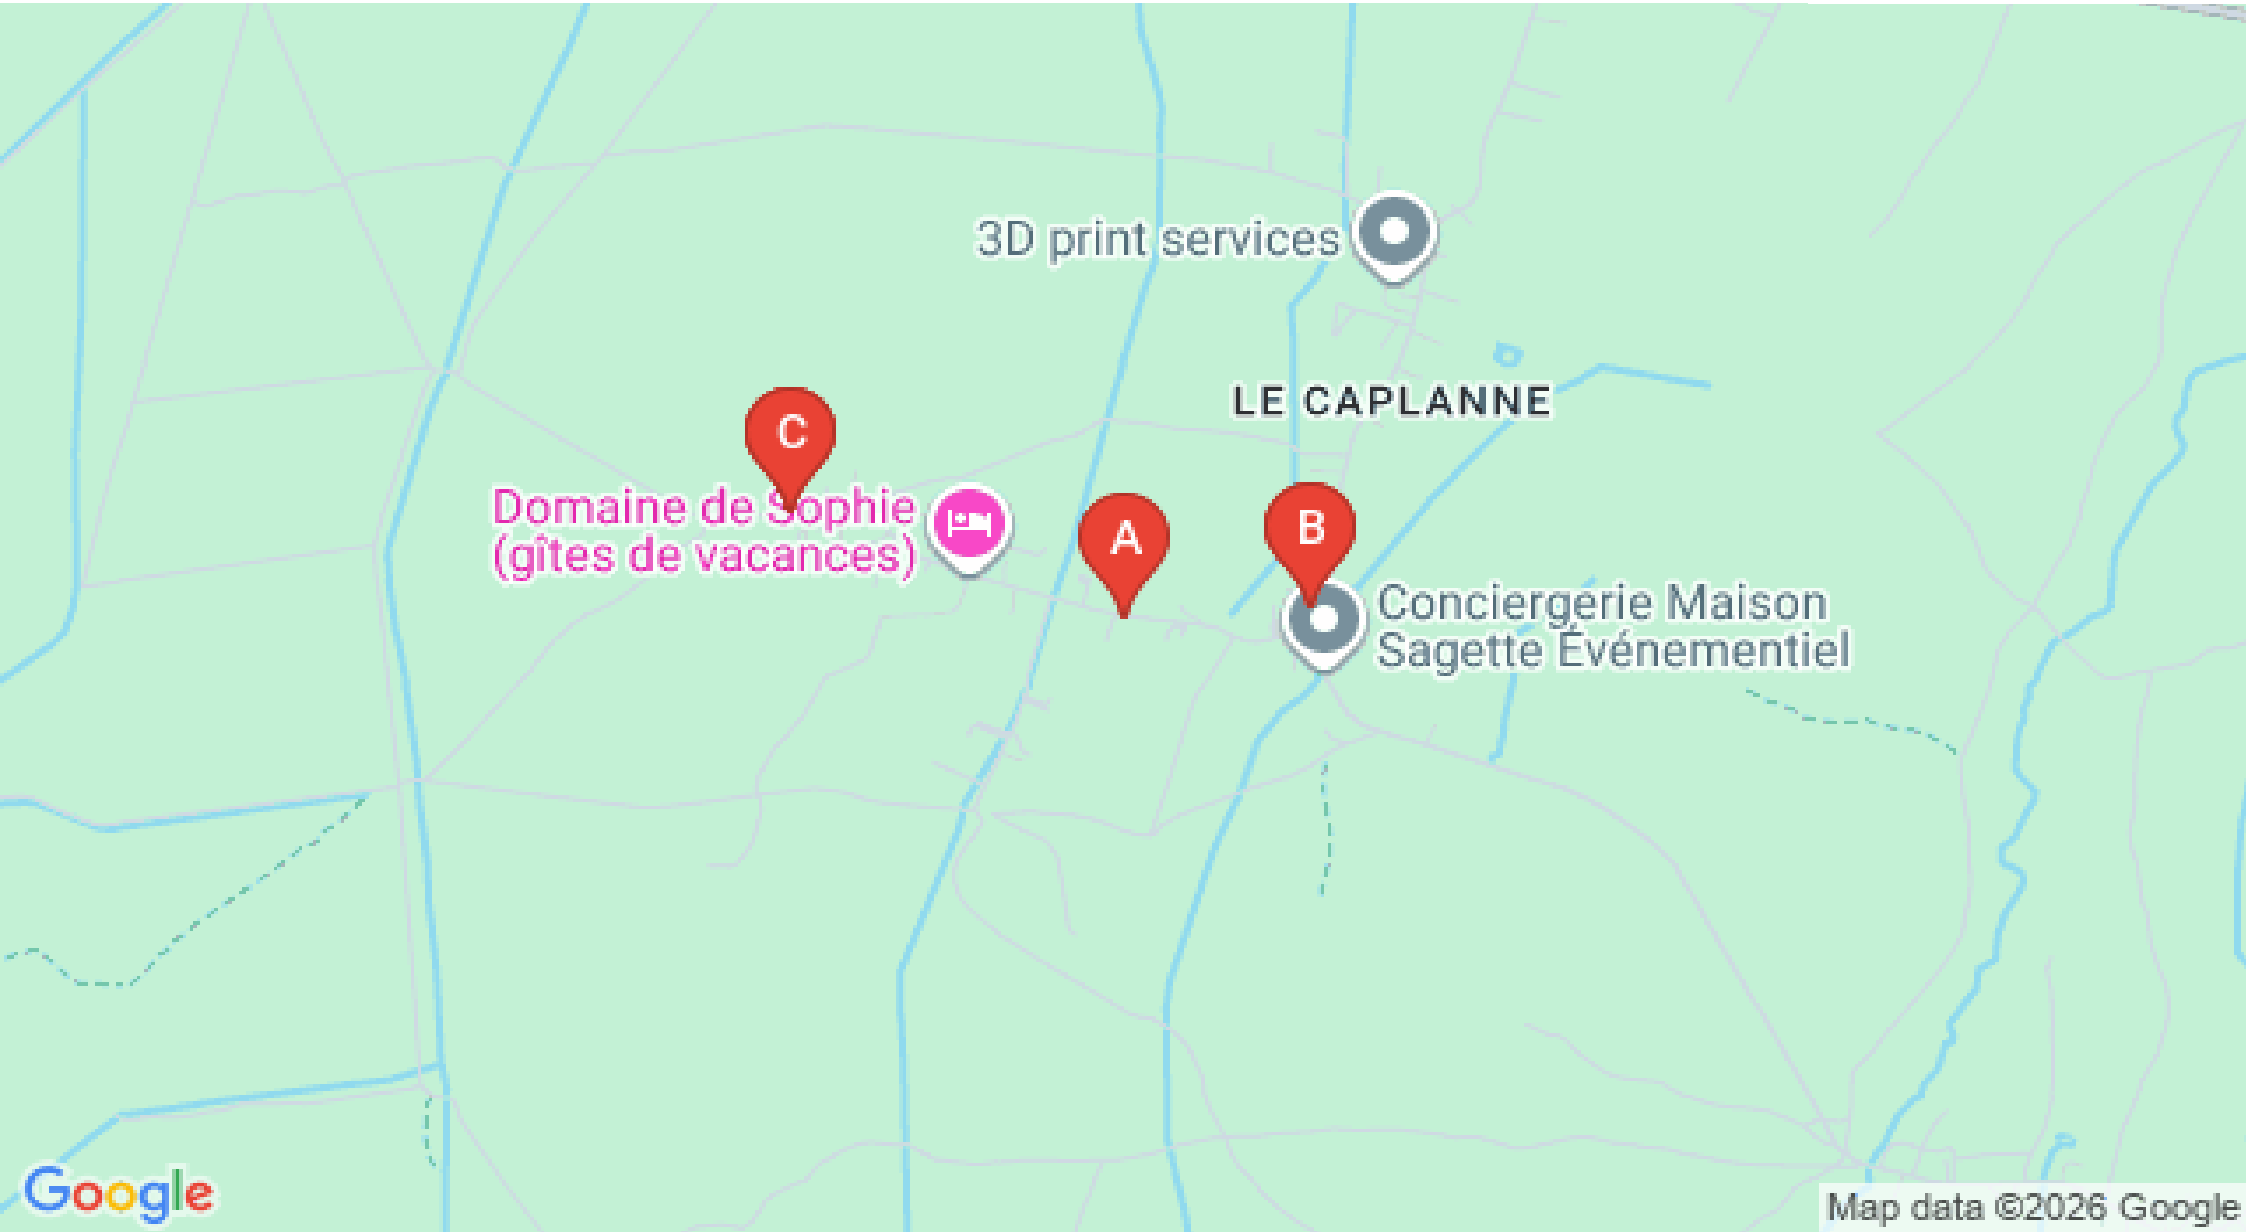 3D print services
LE CAPLANNE
C
Domaine de Sophie
(gîtes de vacances)
A
B
Conciergerie Maison
Sagette Événementiel
Google
Map data ©2026 Google